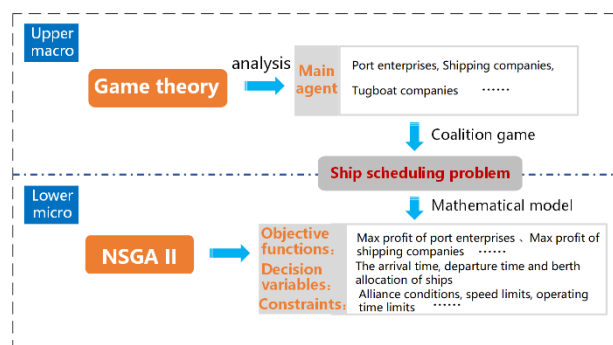 Upper
macro
Game theory
analysis
Main
agent
Port enterprises, Shipping companies,
Tugboat companies ······
Coalition game
Ship scheduling problem
Lower
micro
Mathematical model
NSGA II
Objective
functions：
Max profit of port enterprises 、Max profit of
shipping companies ······
Decision
variables：
The arrival time, departure time and berth
allocation of ships
Constraints：
Alliance conditions, speed limits, operating
time limits ······